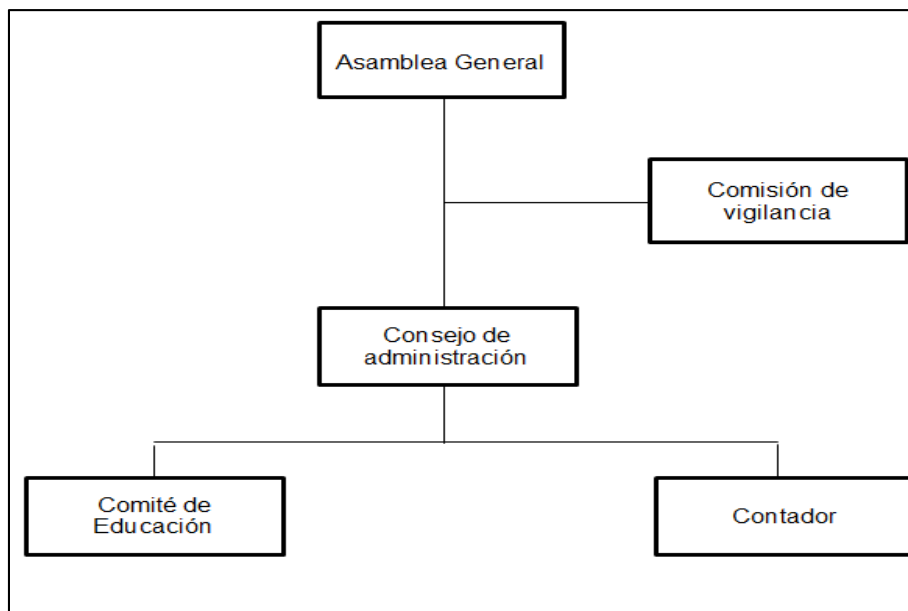 Asamblea General
Comisión de
vigilancia
Consejo de
administración
Comité de
Educación
Contador